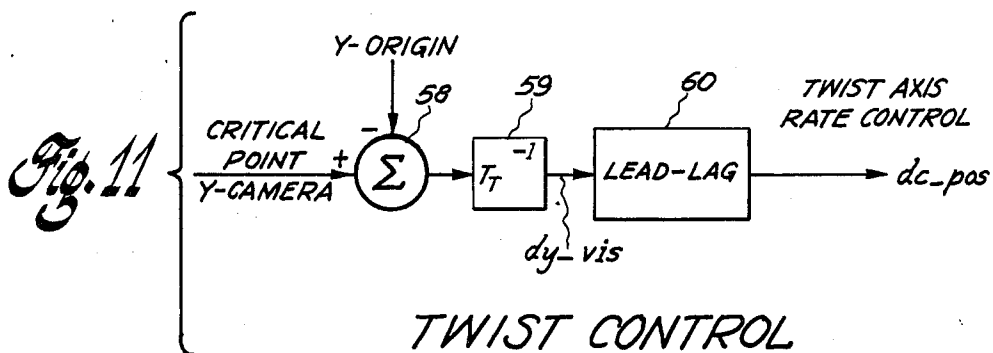 Y-ORIGIN
58
59
60
TWIST AXIS
RATE CONTROL
Fig. 11
CRITICAL
POINT
Y-CAMERA
-
+
Σ
T_T^-1
LEAD-LAG
dc_pos
dy_vis
TWIST CONTROL